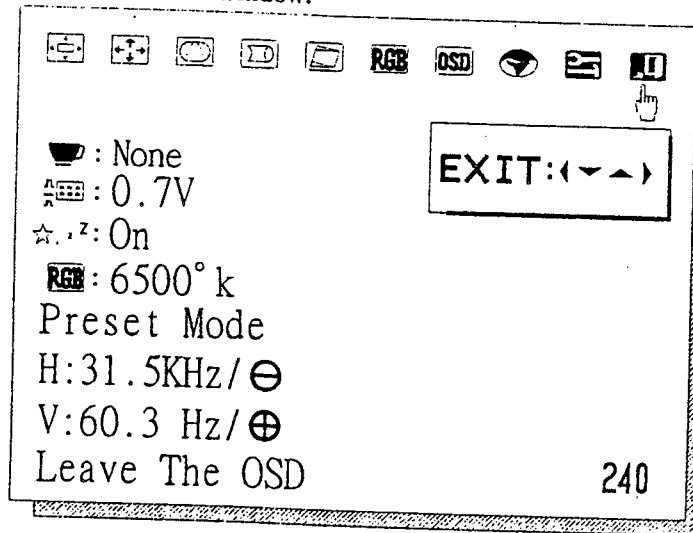 window.
RGB OSD
: None
EXIT:
: 0.7V
z: On
RGB: 6500°k
Preset Mode
H:31.5KHz/⊖
V:60.3 Hz/⊕
Leave The OSD
240